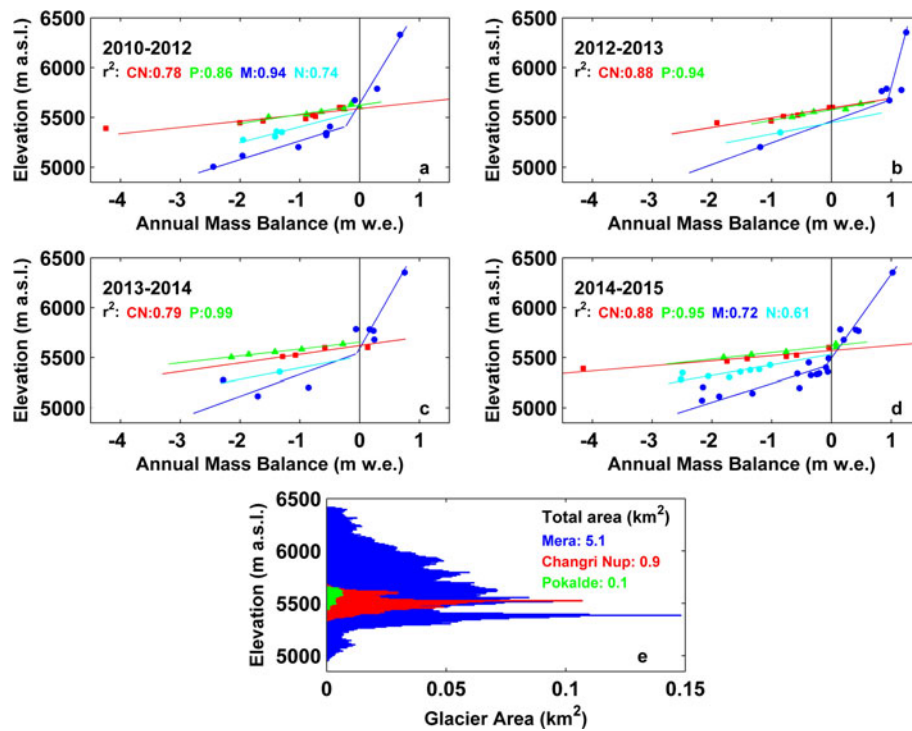 6500
6000
5500
5000
Elevation (m a.s.l.)
2010-2012
r²: CN:0.78 P:0.86 M:0.94 N:0.74
a
-4 -3 -2 -1 0 1
Annual Mass Balance (m w.e.)
6500
6000
5500
5000
Elevation (m a.s.l.)
2012-2013
r²: CN:0.88 P:0.94
b
-4 -3 -2 -1 0 1
Annual Mass Balance (m w.e.)
6500
6000
5500
5000
Elevation (m a.s.l.)
2013-2014
r²: CN:0.79 P:0.99
c
-4 -3 -2 -1 0 1
Annual Mass Balance (m w.e.)
6500
6000
5500
5000
Elevation (m a.s.l.)
2014-2015
r²: CN:0.88 P:0.95 M:0.72 N:0.61
d
-4 -3 -2 -1 0 1
Annual Mass Balance (m w.e.)
6500
6000
5500
5000
Elevation (m a.s.l.)
Total area (km²)
Mera: 5.1
Changri Nup: 0.9
Pokalde: 0.1
e
0 0.05 0.1 0.15
Glacier Area (km²)